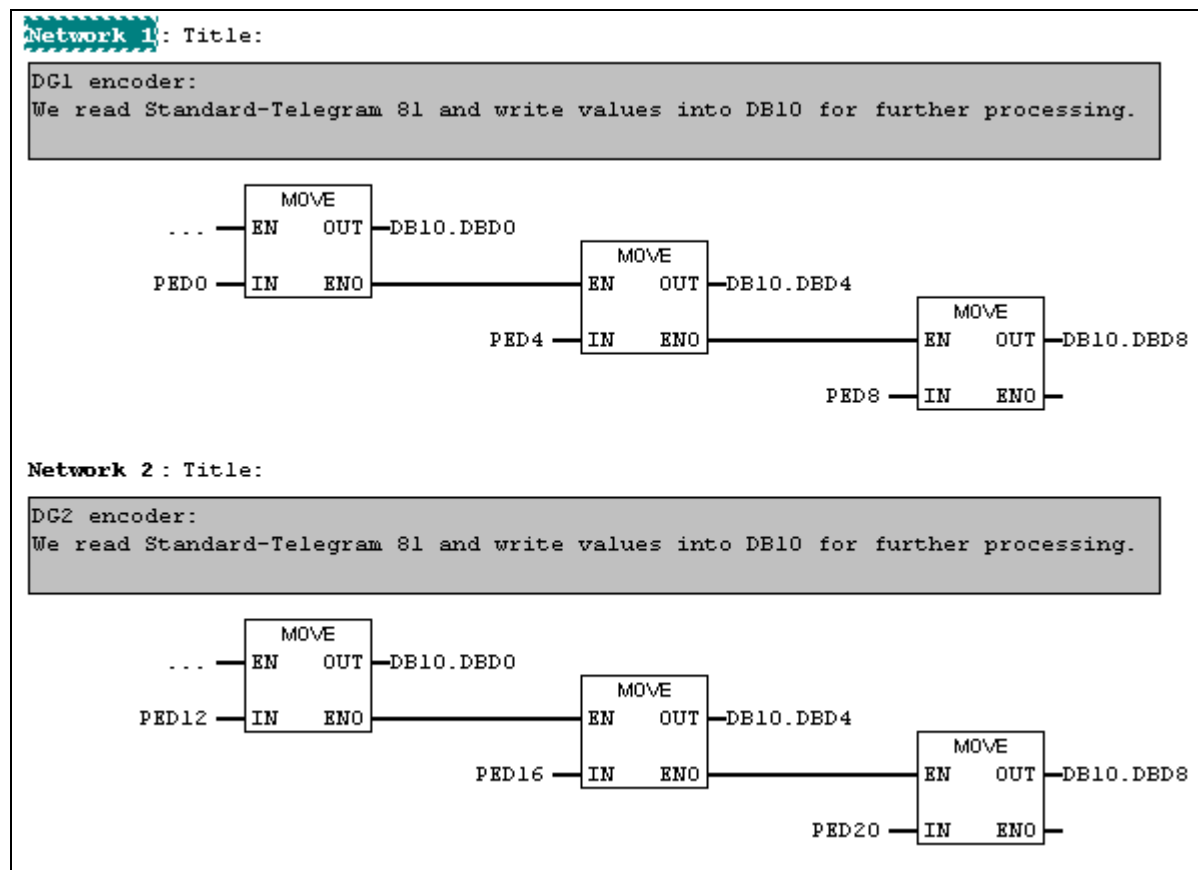 Network 1: Title:
DG1 encoder:
We read Standard-Telegram 81 and write values into DB10 for further processing.
MOVE
... EN OUT DB10.DBD0
PED0 IN ENO
MOVE
EN OUT DB10.DBD4
PED4 IN ENO
MOVE
EN OUT DB10.DBD8
PED8 IN ENO
Network 2 : Title:
DG2 encoder:
We read Standard-Telegram 81 and write values into DB10 for further processing.
MOVE
... EN OUT DB10.DBD0
PED12 IN ENO
MOVE
EN OUT DB10.DBD4
PED16 IN ENO
MOVE
EN OUT DB10.DBD8
PED20 IN ENO